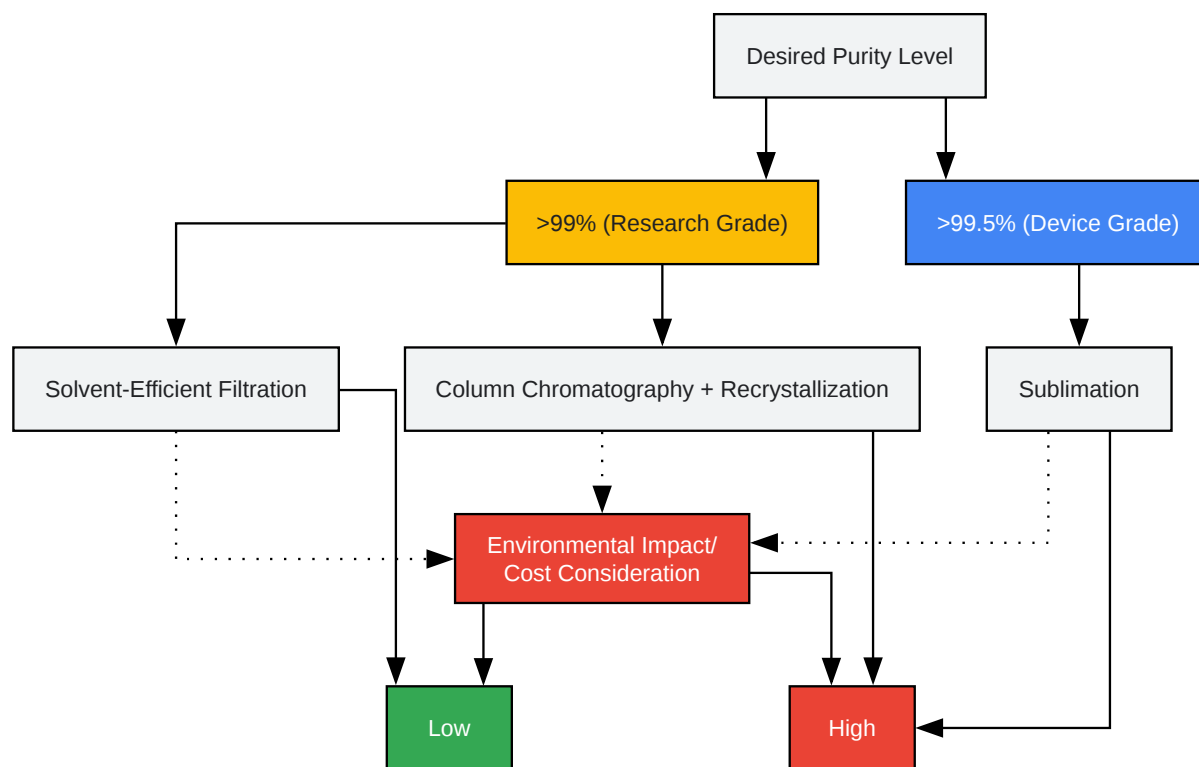 Desired Purity Level
>99% (Research Grade)
>99.5% (Device Grade)
Solvent-Efficient Filtration
Column Chromatography + Recrystallization
Sublimation
Environmental Impact/
Cost Consideration
Low
High